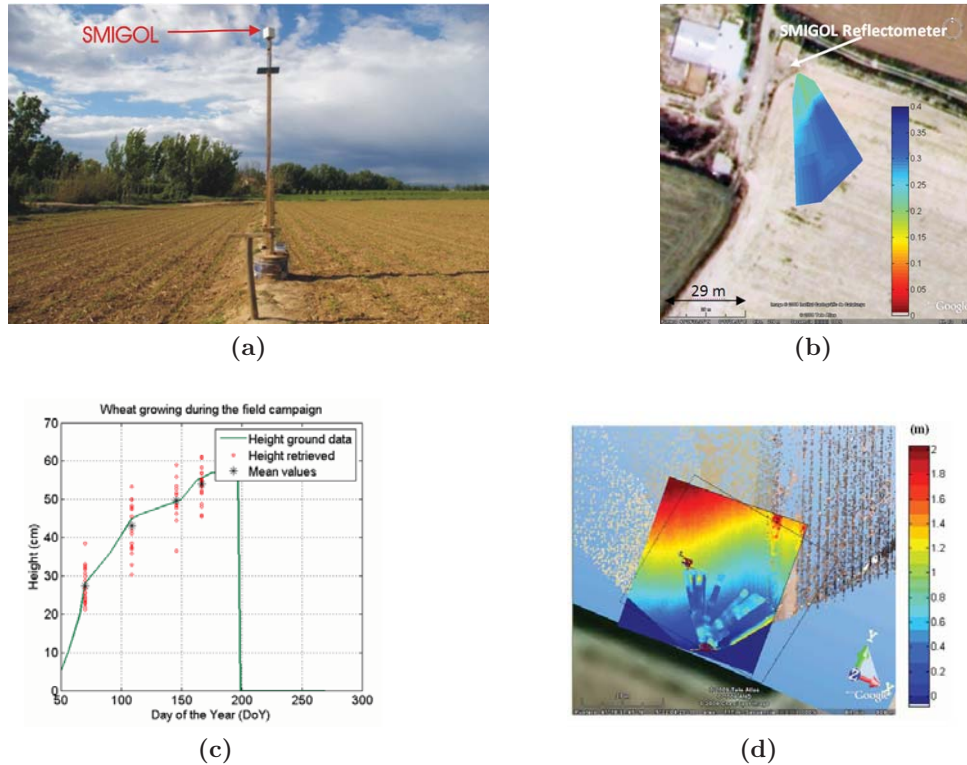 SMIGOL
(a)
SMIGOL Reflectometer
0.4
0.35
0.3
0.25
0.2
0.15
0.1
0.05
0
29 m
Google
(b)
Wheat growing during the field campaign
70
60
50
40
30
20
10
0
Height (cm)
Height ground data
Height retrieved
Mean values
50
100
150
200
250
300
Day of the Year (DoY)
(c)
(m)
2
1.8
1.6
1.4
1.2
1
0.8
0.6
0.4
0.2
0
Y
Z
X
Google
(d)